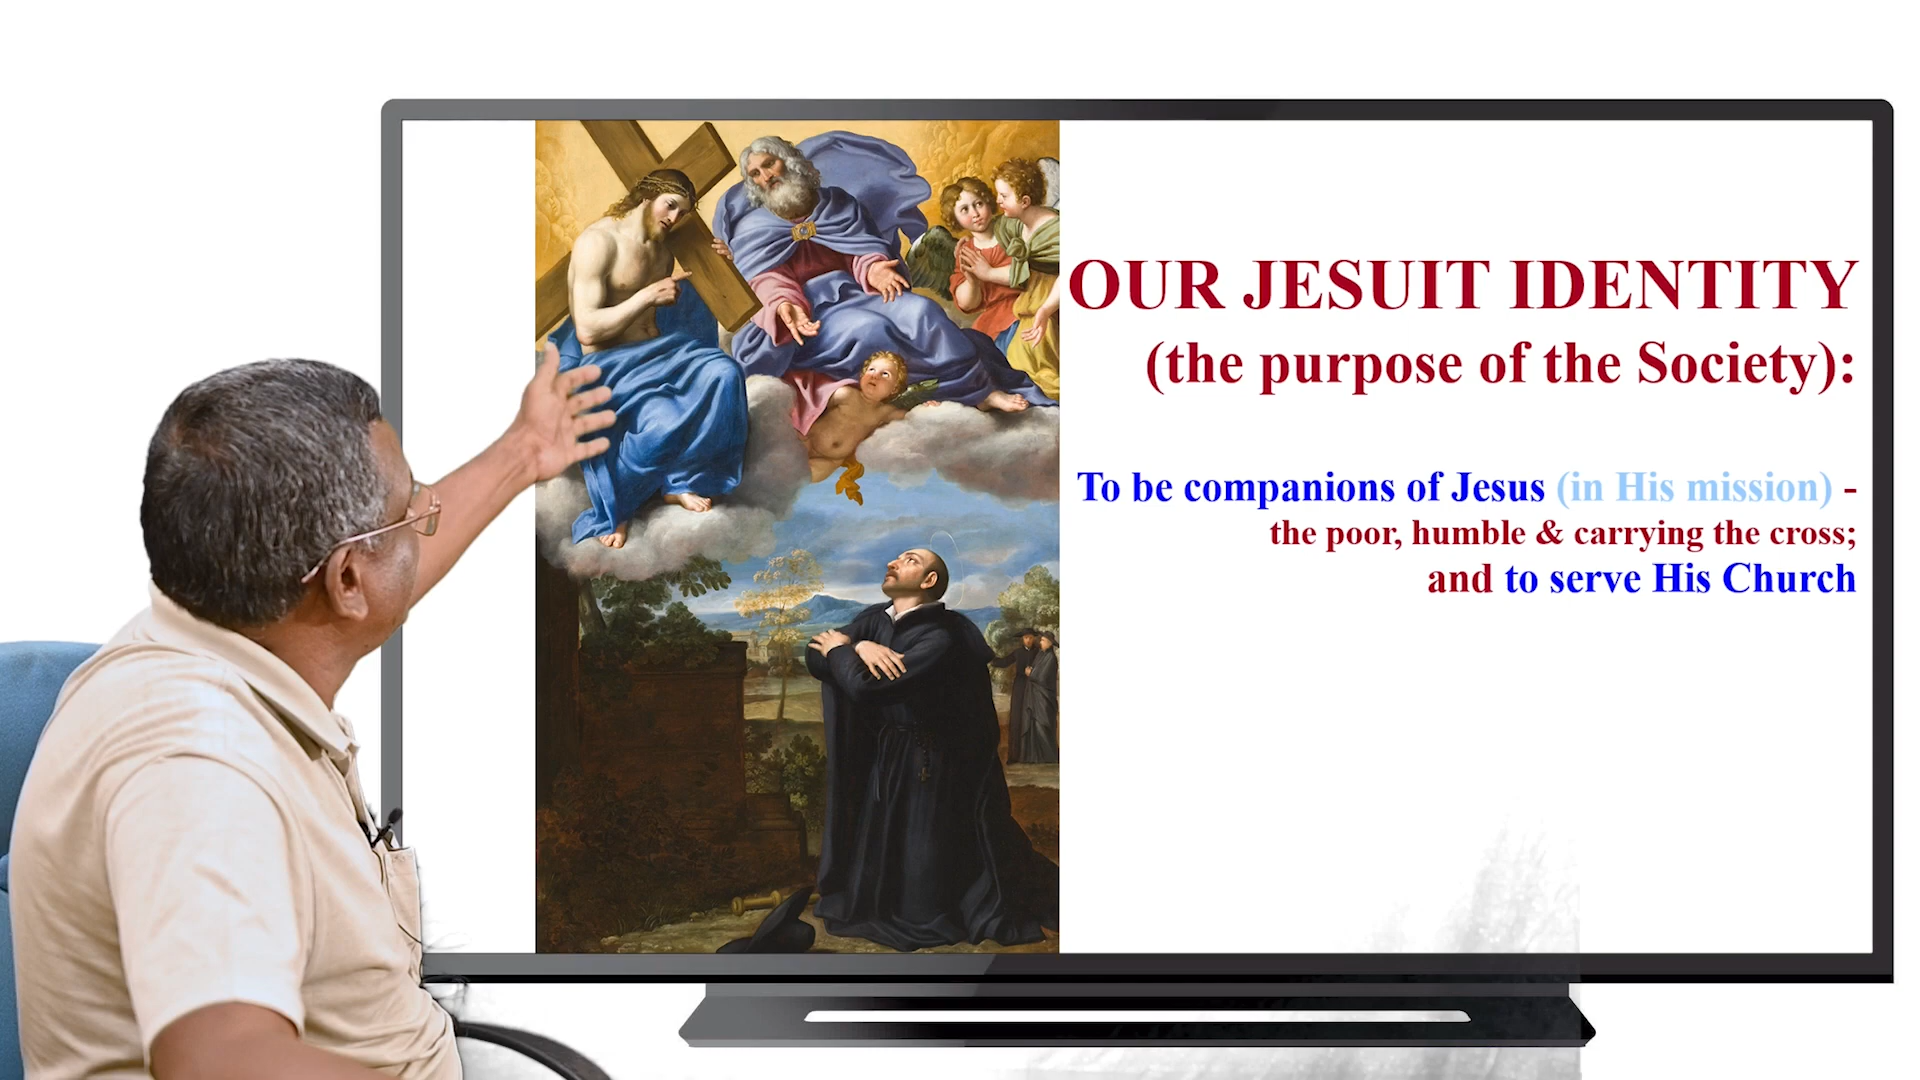 OUR JESUIT IDENTITY
(the purpose of the Society):
To be companions of Jesus (in His mission) -
the poor, humble & carrying the cross;
and to serve His Church